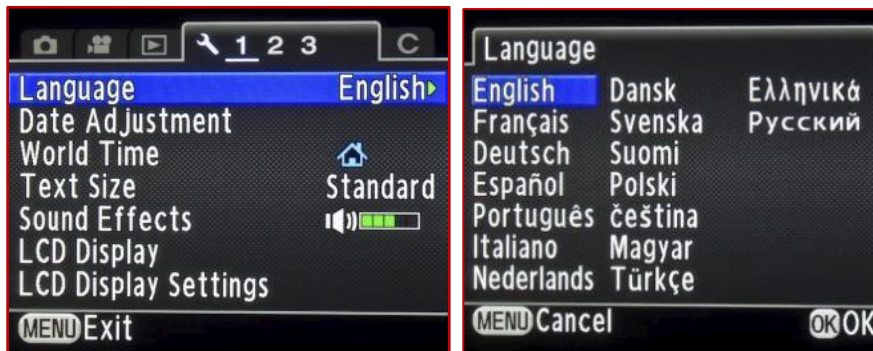 1 2 3 C
Language English
Date Adjustment
World Time
Text Size Standard
Sound Effects
LCD Display
LCD Display Settings
MENU Exit
Language
English Dansk Ελληνικά
Français Svenska Русский
Deutsch Suomi
Español Polski
Português čeština
Italiano Magyar
Nederlands Türkçe
MENU Cancel OK OK